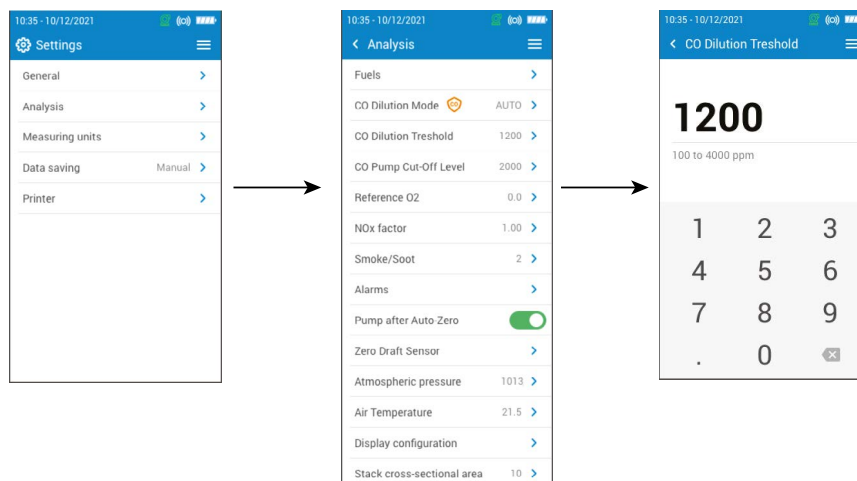 10:35 - 10/12/2021
Settings
General
Analysis
Measuring units
Data saving Manual
Printer
10:35 - 10/12/2021
Analysis
Fuels
CO Dilution Mode CO AUTO
CO Dilution Treshold 1200
CO Pump Cut-Off Level 2000
Reference O2 0.0
NOx factor 1.00
Smoke/Soot 2
Alarms
Pump after Auto-Zero
Zero Draft Sensor
Atmospheric pressure 1013
Air Temperature 21.5
Display configuration
Stack cross-sectional area 10
10:35 - 10/12/2021
CO Dilution Treshold
1200
100 to 4000 ppm
1 2 3
4 5 6
7 8 9
. 0